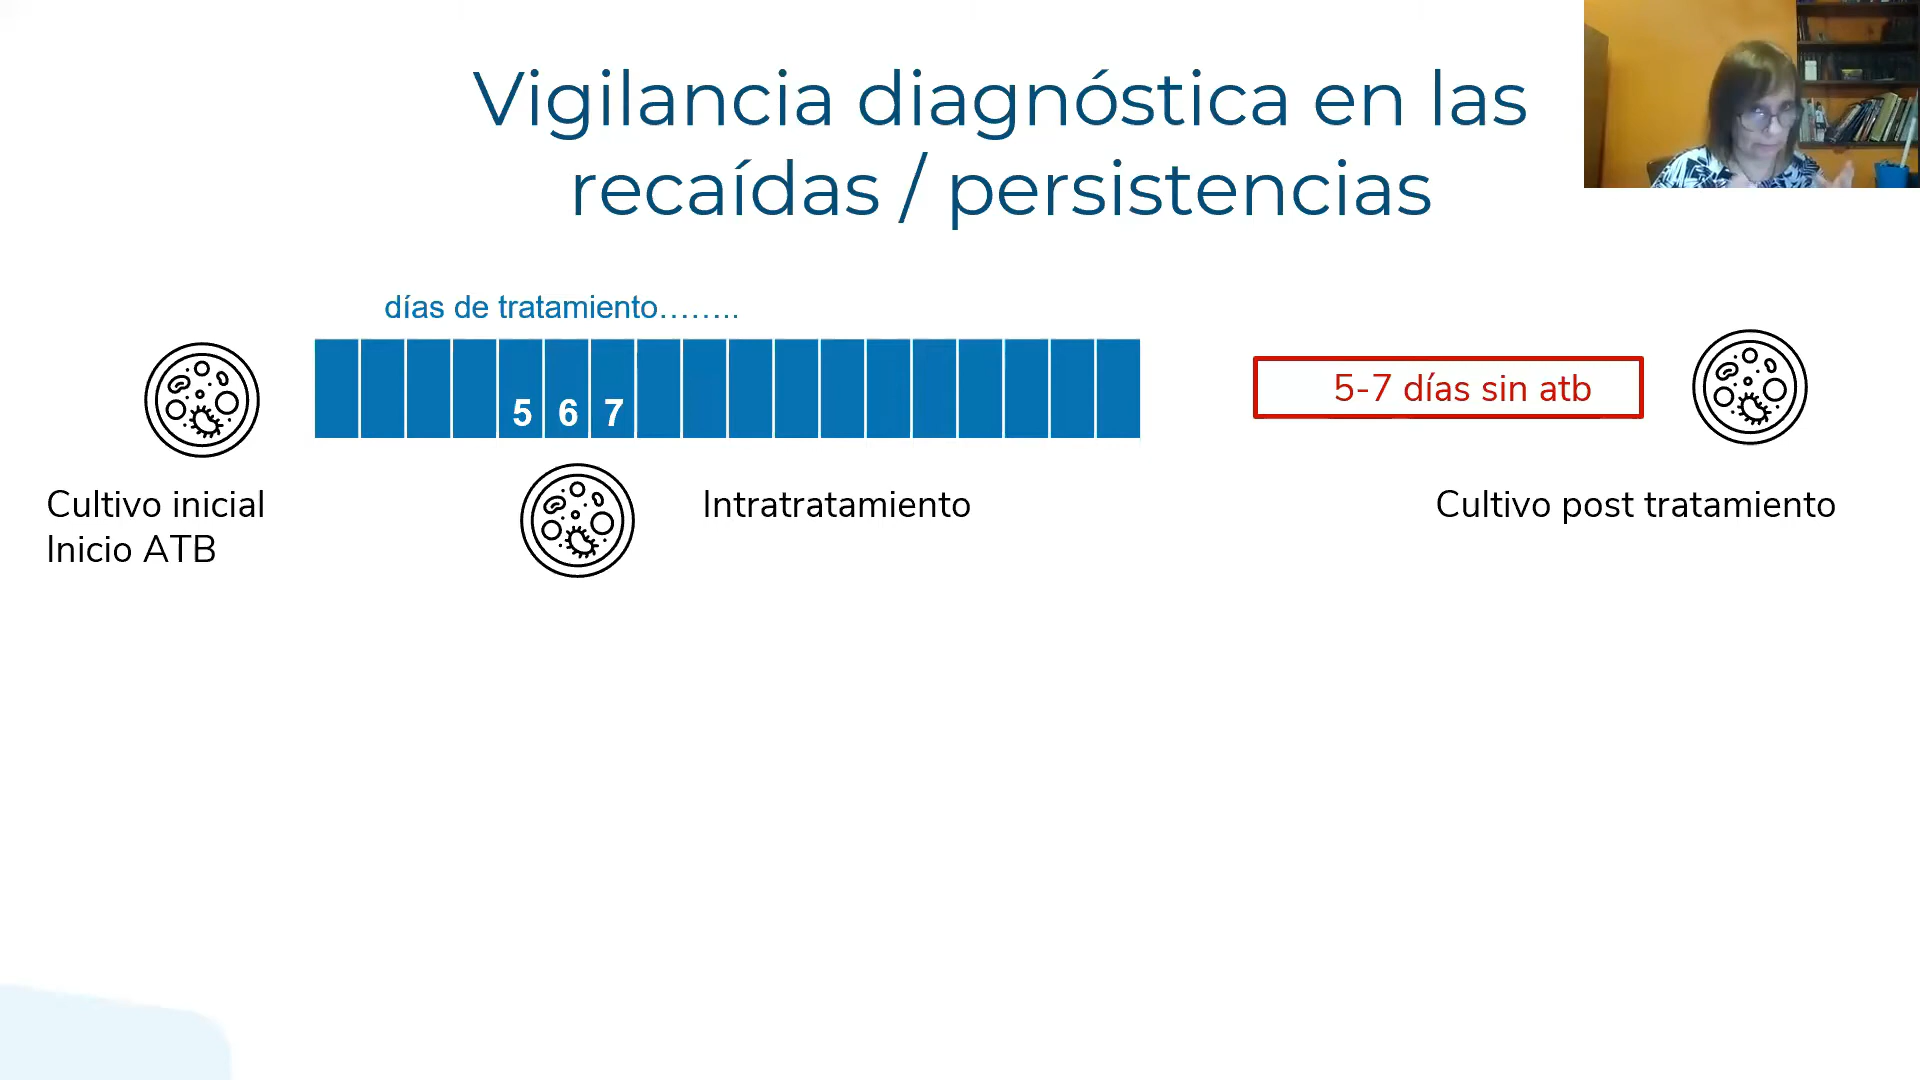 Vigilancia diagnóstica en las
recaídas / persistencias
días de tratamiento……..
5 6 7
5-7 días sin atb
Cultivo inicial
Inicio ATB
Intratratamiento
Cultivo post tratamiento